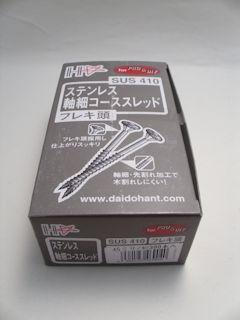 SUS 410
for PRO & DIY
ステンレス
軸細コーススレッド
フレキ頭
フレキ頭採用し
仕上がりスッキリ
軸細・先割れ加工で
木割れしにくい!
www.daidohant.com
ステンレス
軸細コーススレッド
SUS 410
フレキ頭